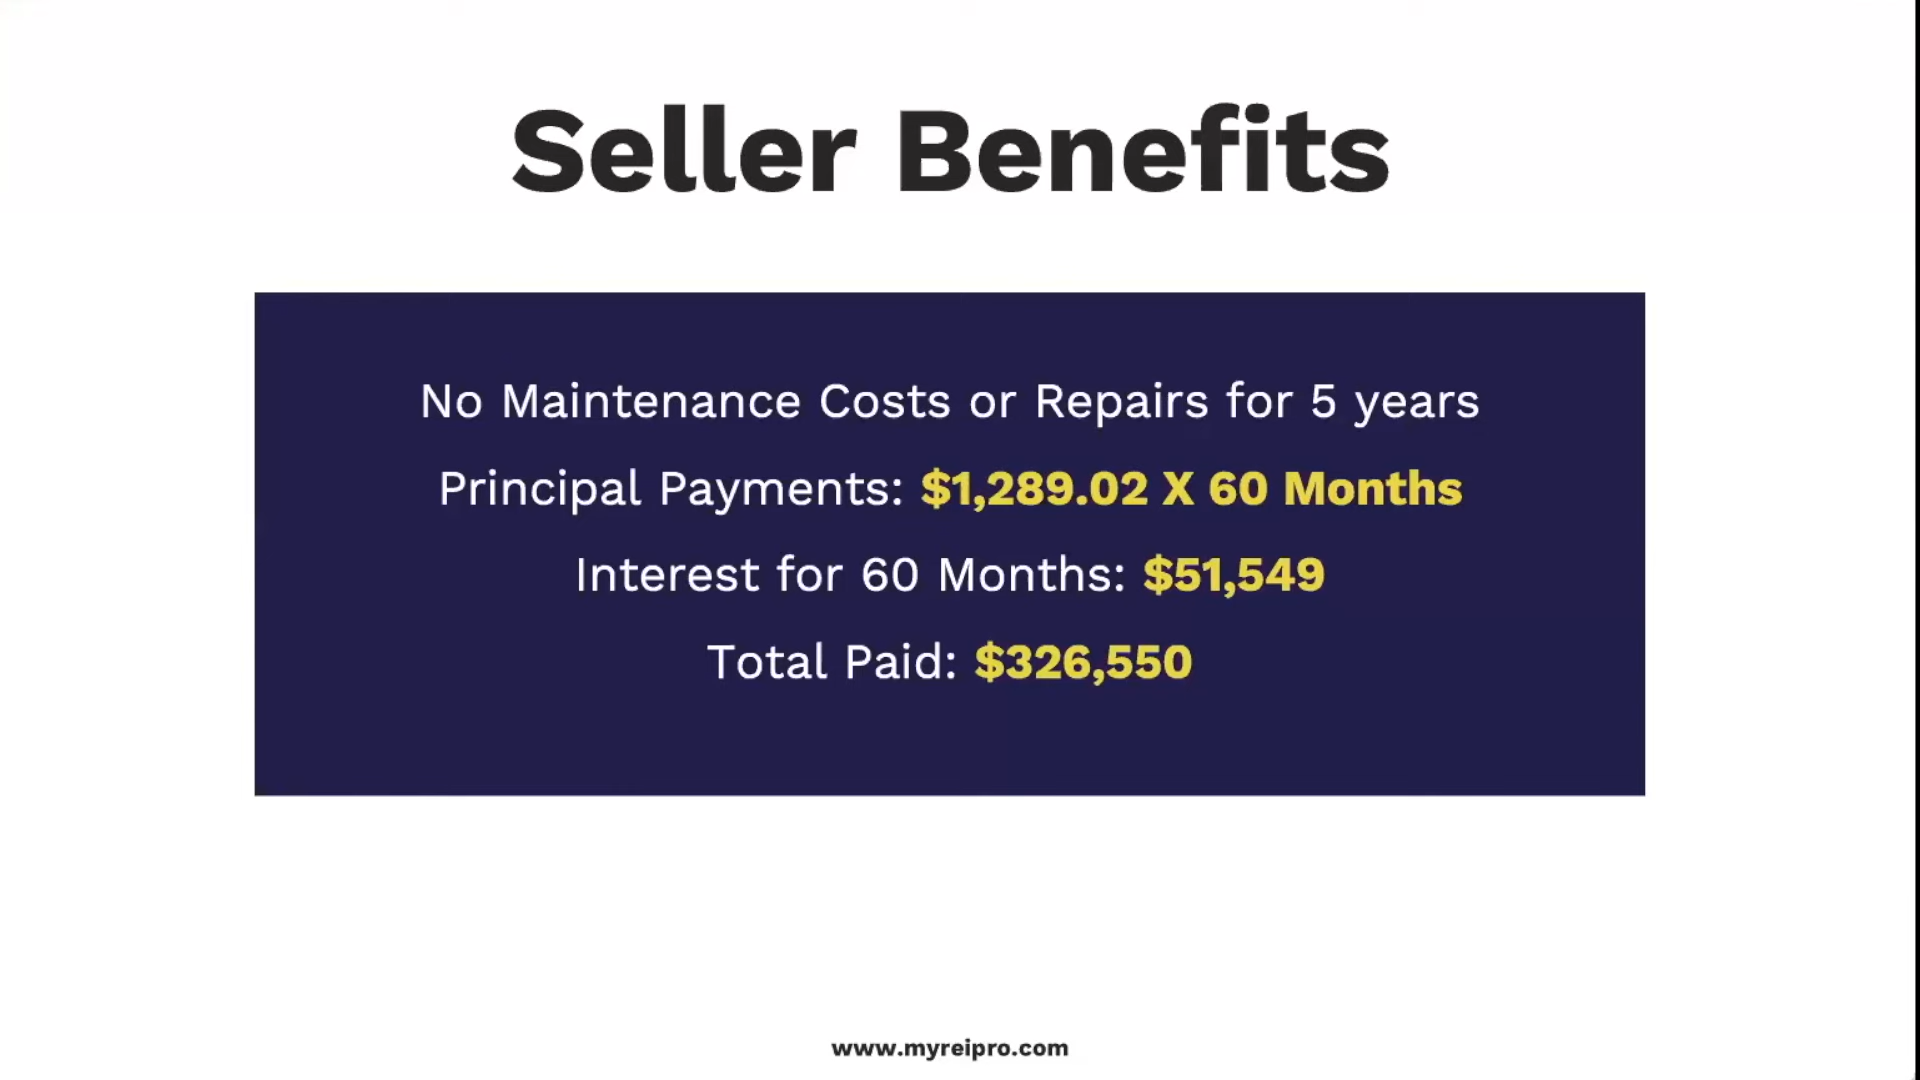 Seller Benefits
No Maintenance Costs or Repairs for 5 years
Principal Payments: $1,289.02 X 60 Months
Interest for 60 Months: $51,549
Total Paid: $326,550
www.myreipro.com